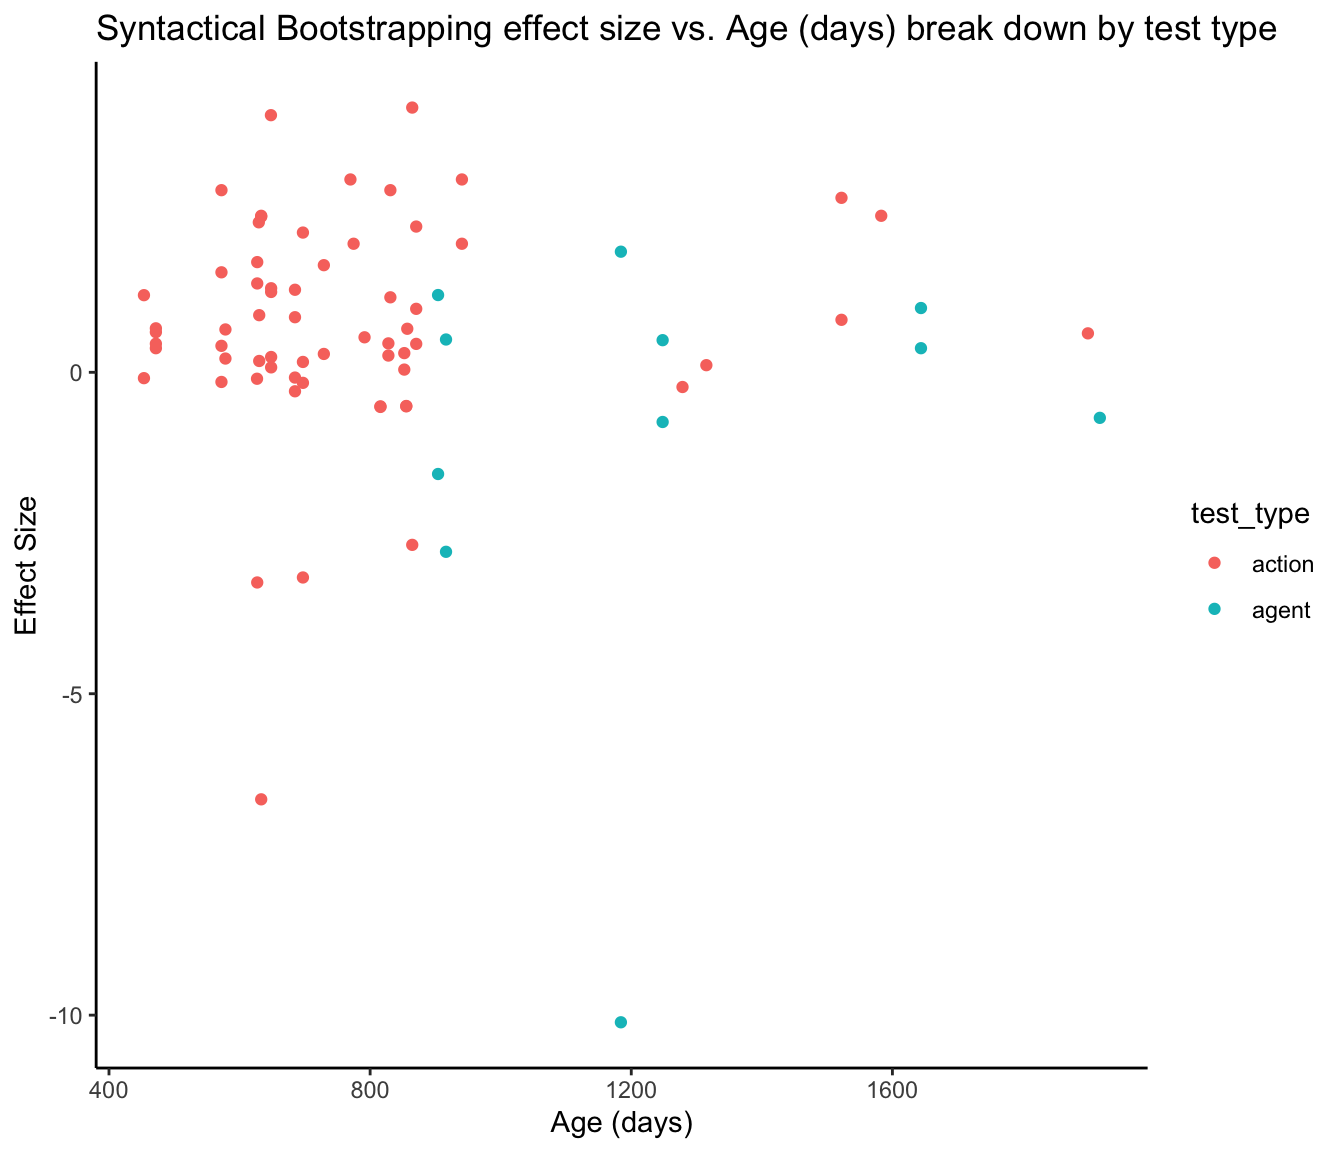 Syntactical Bootstrapping effect size vs. Age (days) break down by test type
Effect Size
0
-5
-10
400 800 1200 1600
Age (days)
test_type
action
agent